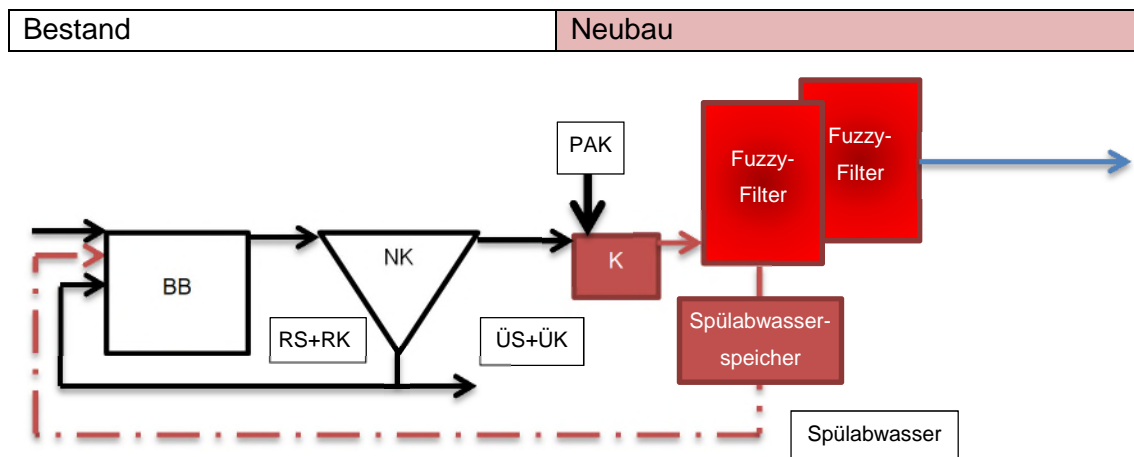 Bestand
Neubau
PAK
Fuzzy-
Filter
Fuzzy-
Filter
BB
NK
K
RS+RK
ÜS+ÜK
Spülabwasser-
speicher
Spülabwasser